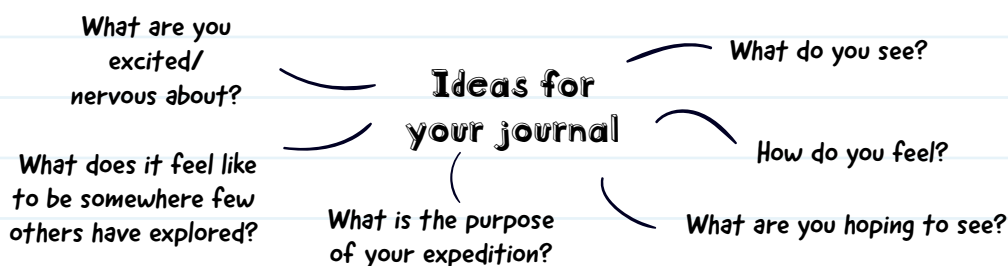 What are you
excited/
nervous about?
Ideas for
your journal
What do you see?
How do you feel?
What does it feel like
to be somewhere few
others have explored?
What is the purpose
of your expedition?
What are you hoping to see?